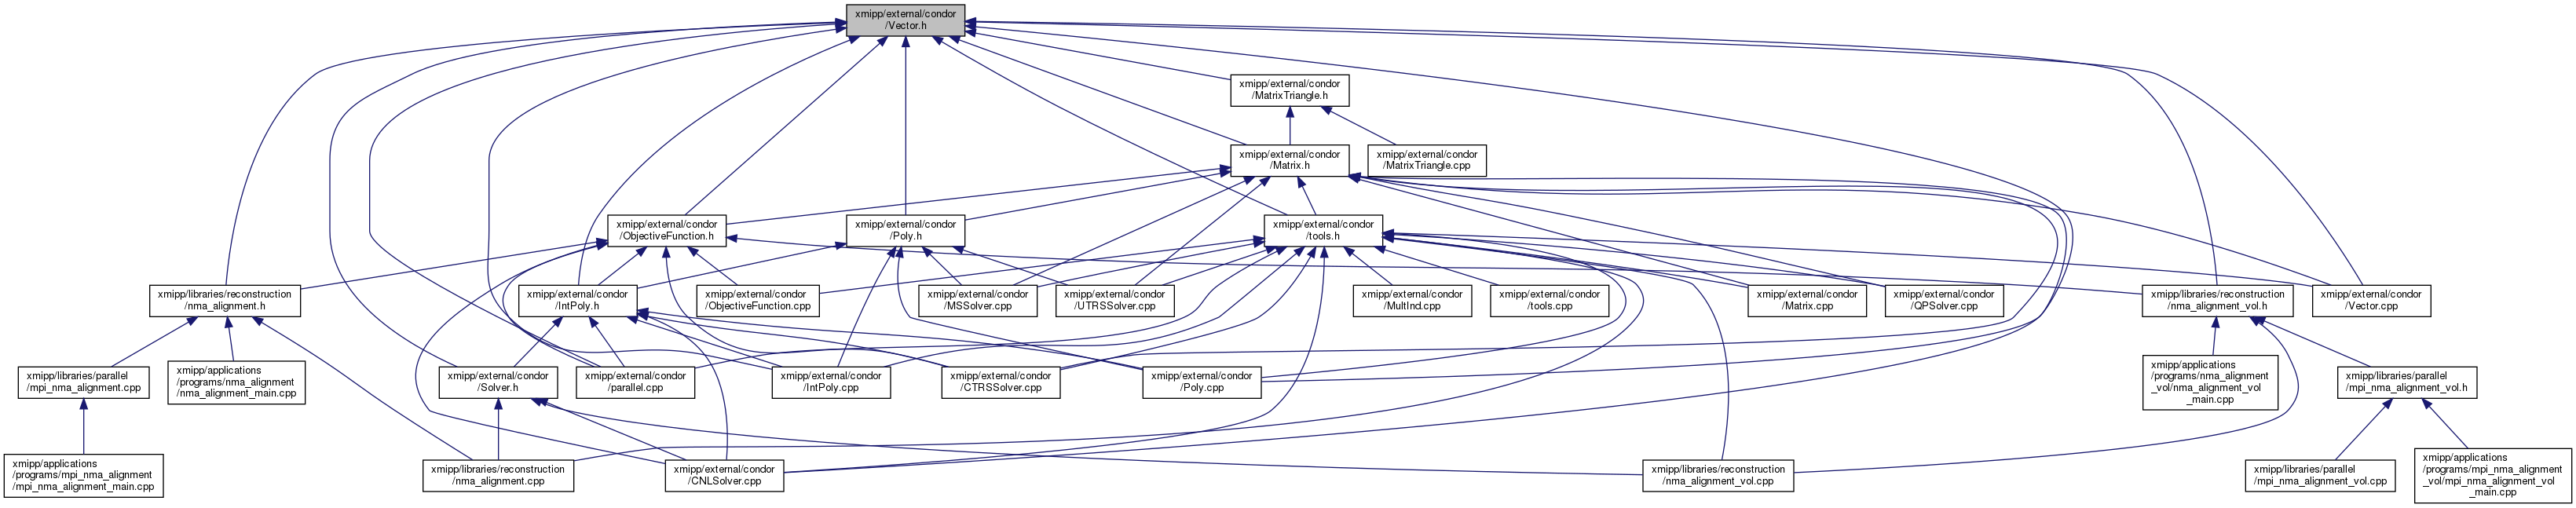 xmipp/external/condor
/Vector.h
xmipp/external/condor
/MatrixTriangle.h
xmipp/external/condor
/Matrix.h
xmipp/external/condor
/MatrixTriangle.cpp
xmipp/external/condor
/ObjectiveFunction.h
xmipp/external/condor
/Poly.h
xmipp/external/condor
/tools.h
xmipp/libraries/reconstruction
/nma_alignment.h
xmipp/external/condor
/IntPoly.h
xmipp/external/condor
/ObjectiveFunction.cpp
xmipp/external/condor
/MSSolver.cpp
xmipp/external/condor
/UTRSSolver.cpp
xmipp/external/condor
/MultInd.cpp
xmipp/external/condor
/tools.cpp
xmipp/external/condor
/Matrix.cpp
xmipp/external/condor
/QPSolver.cpp
xmipp/libraries/reconstruction
/nma_alignment_vol.h
xmipp/external/condor
/Vector.cpp
xmipp/libraries/parallel
/mpi_nma_alignment.cpp
xmipp/applications
/programs/nma_alignment
/nma_alignment_main.cpp
xmipp/external/condor
/Solver.h
xmipp/external/condor
/parallel.cpp
xmipp/external/condor
/IntPoly.cpp
xmipp/external/condor
/CTRSSolver.cpp
xmipp/external/condor
/Poly.cpp
xmipp/applications
/programs/nma_alignment
_vol/nma_alignment_vol
_main.cpp
xmipp/libraries/parallel
/mpi_nma_alignment_vol.h
xmipp/applications
/programs/mpi_nma_alignment
/mpi_nma_alignment_main.cpp
xmipp/libraries/reconstruction
/nma_alignment.cpp
xmipp/external/condor
/CNLSolver.cpp
xmipp/libraries/reconstruction
/nma_alignment_vol.cpp
xmipp/libraries/parallel
/mpi_nma_alignment_vol.cpp
xmipp/applications
/programs/mpi_nma_alignment
_vol/mpi_nma_alignment_vol
_main.cpp